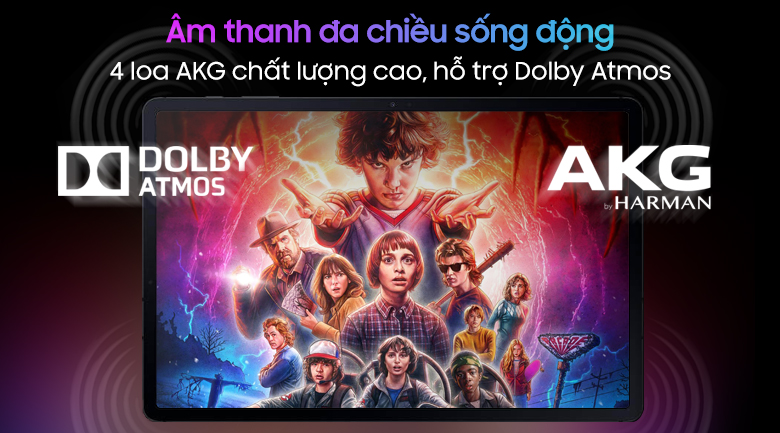 Âm thanh đa chiều sống động
4 loa AKG chất lượng cao, hỗ trợ Dolby Atmos
DOLBY
ATMOS
AKG
by HARMAN